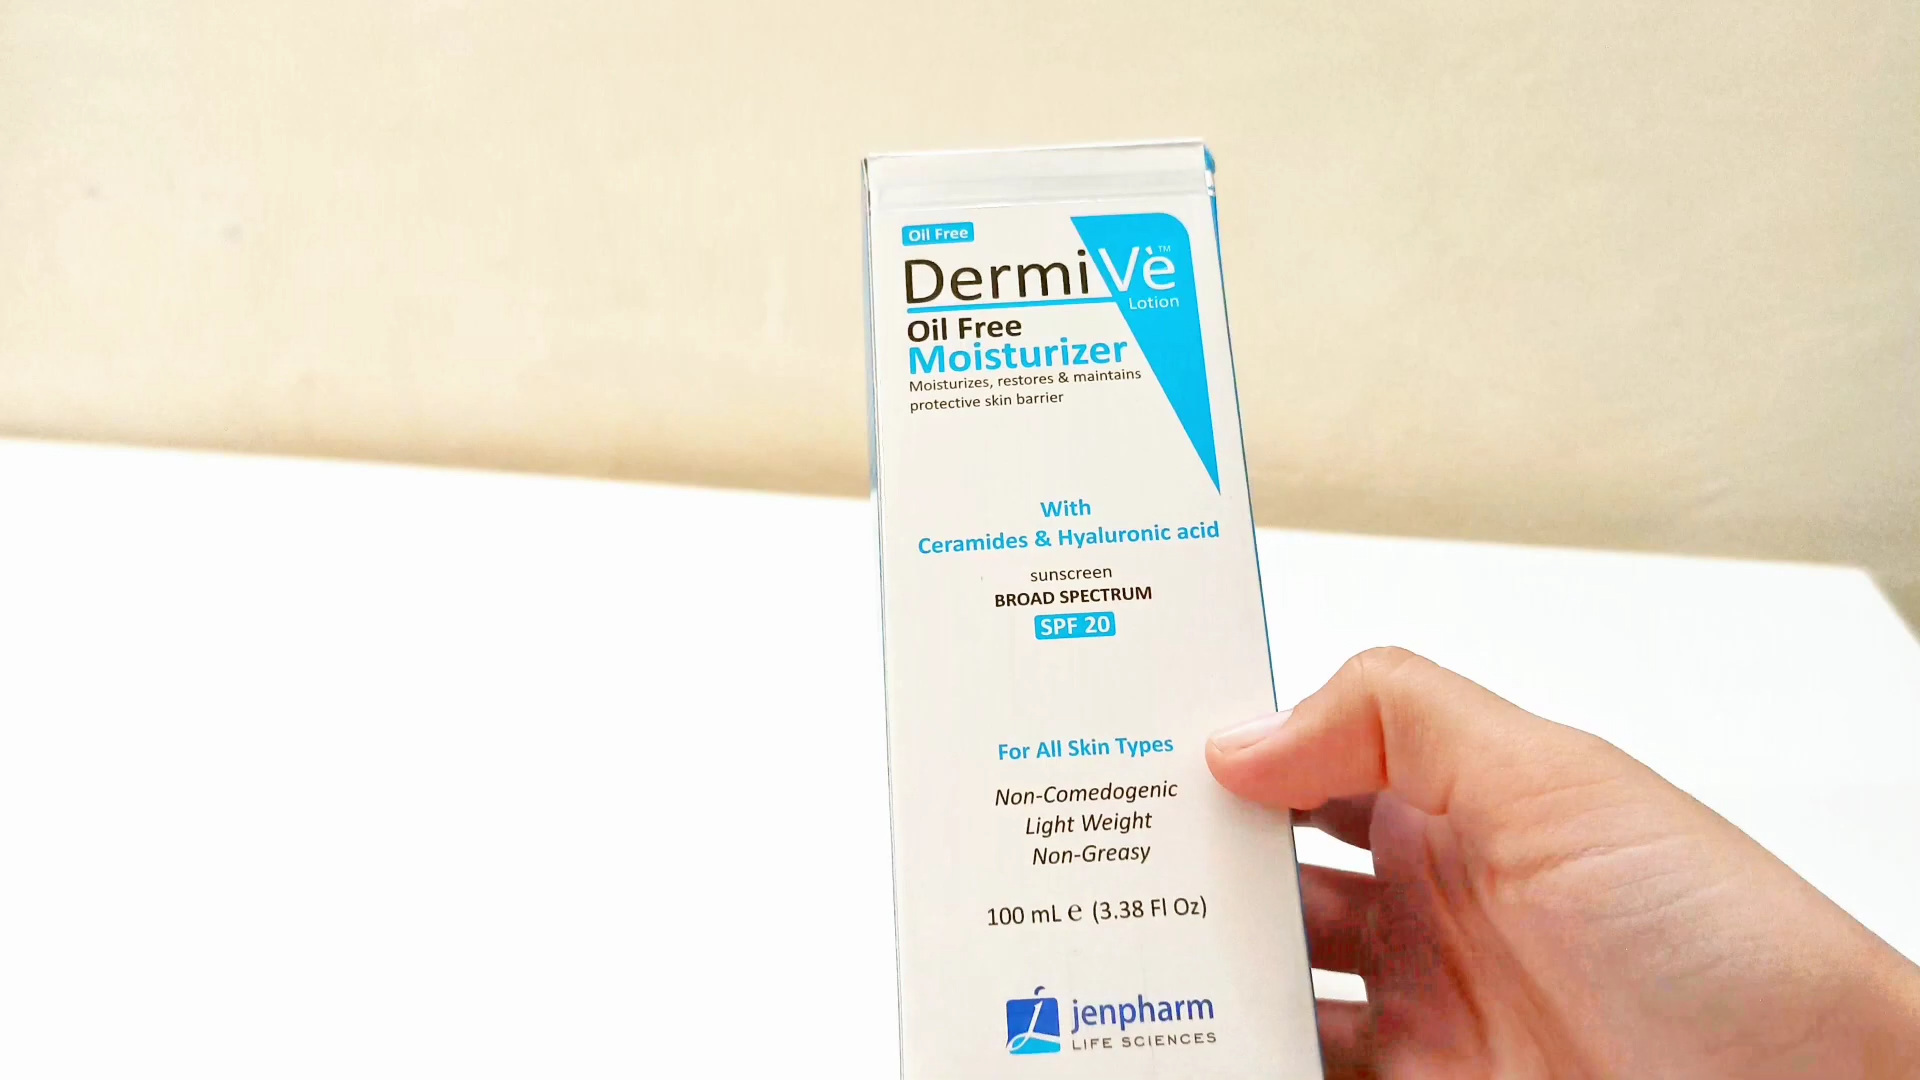 Oil Free
DermiVè™
Lotion
Oil Free
Moisturizer
Moisturizes, restores & maintains
protective skin barrier
With
Ceramides & Hyaluronic acid
sunscreen
BROAD SPECTRUM
SPF 20
For All Skin Types
Non-Comedogenic
Light Weight
Non-Greasy
100 mL ℮ (3.38 Fl Oz)
jenpharm
LIFE SCIENCES